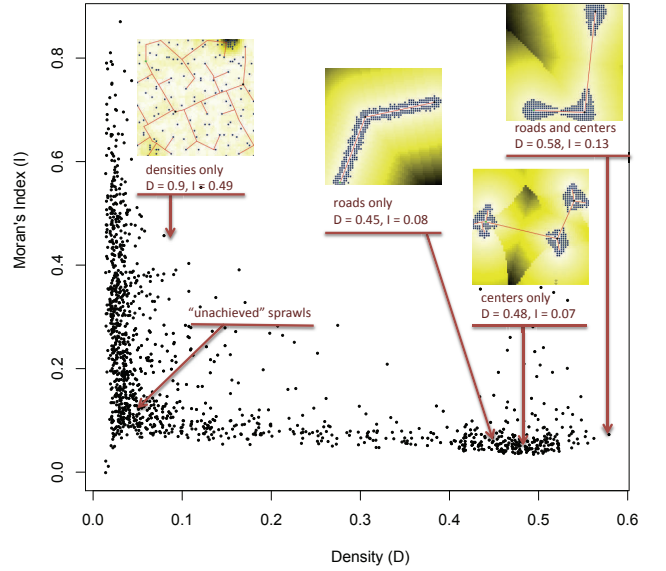 roads and centers
D = 0.58, I = 0.13
densities only
D = 0.9, I = 0.49
roads only
D = 0.45, I = 0.08
centers only
D = 0.48, I = 0.07
“unachieved” sprawls
Moran's Index (I)
0.8
0.6
0.4
0.2
0.0
0.0 0.1 0.2 0.3 0.4 0.5 0.6
Density (D)